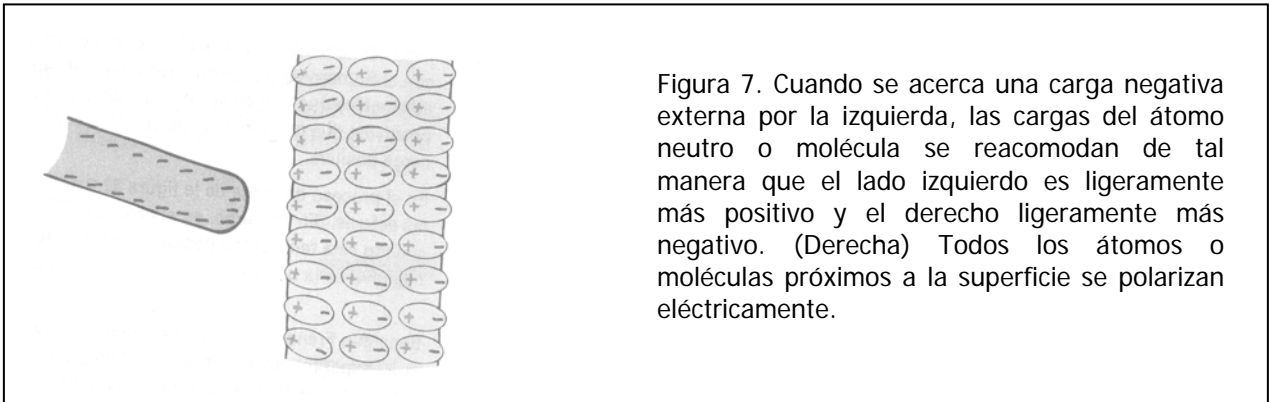 Figura 7. Cuando se acerca una carga negativa
externa por la izquierda, las cargas del átomo
neutro o molécula se reacomodan de tal
manera que el lado izquierdo es ligeramente
más positivo y el derecho ligeramente más
negativo. (Derecha) Todos los átomos o
moléculas próximos a la superficie se polarizan
eléctricamente.